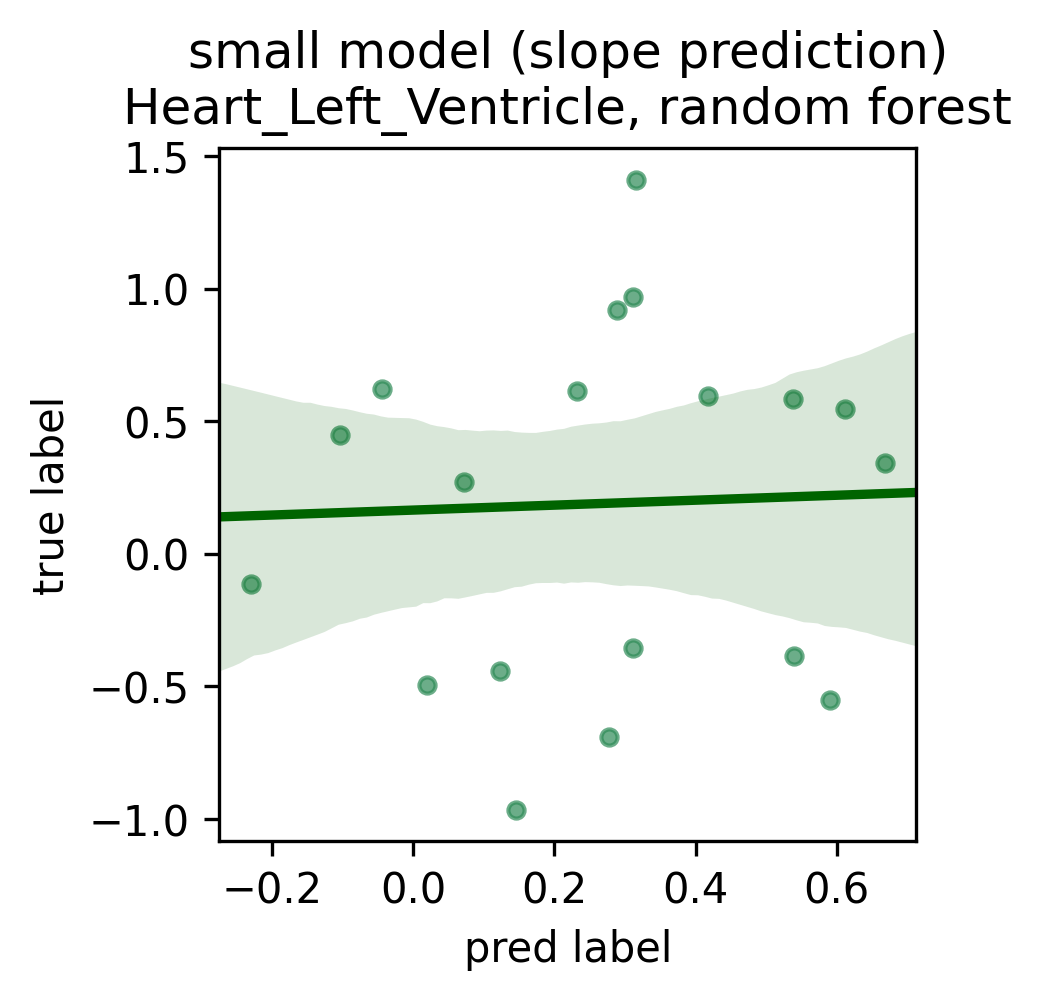 small model (slope prediction)
Heart_Left_Ventricle, random forest
1.5
1.0
0.5
0.0
−0.5
−1.0
true label
−0.2 0.0 0.2 0.4 0.6
pred label